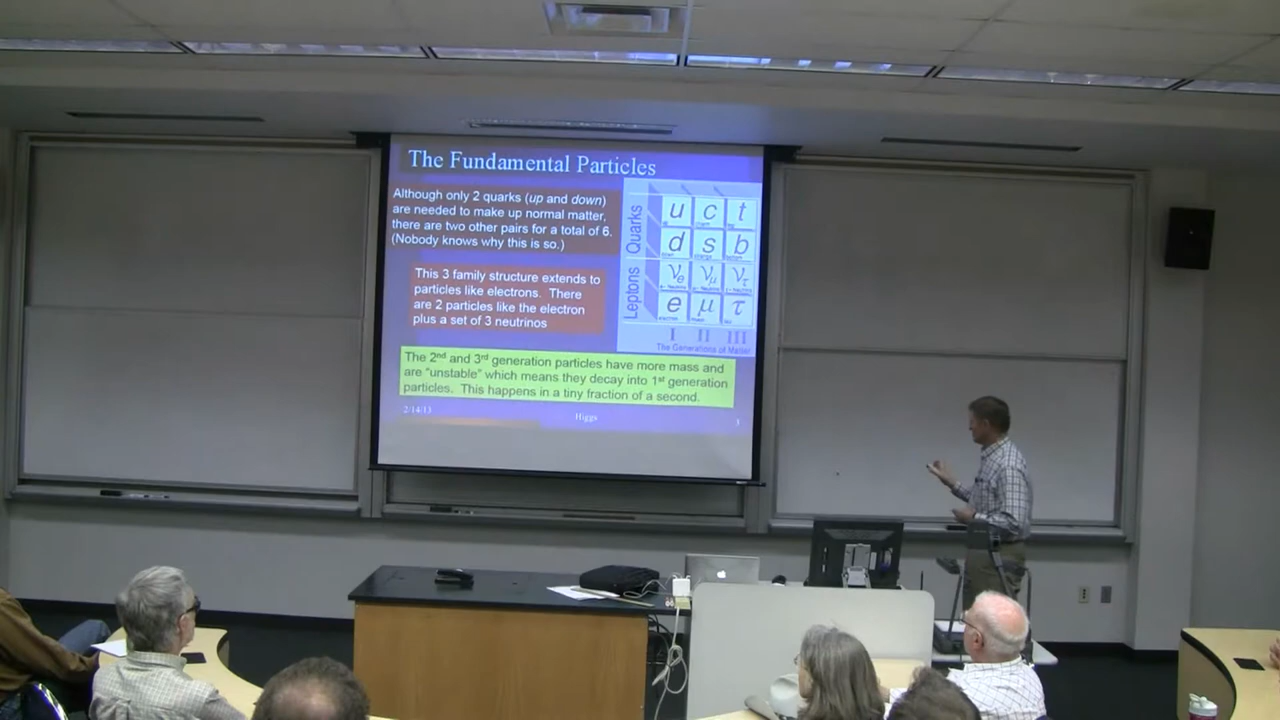 The Fundamental Particles
Although only 2 quarks (up and down)
are needed to make up normal matter,
there are two other pairs for a total of 6.
(Nobody knows why this is so.)
This 3 family structure extends to
particles like electrons. There
are 2 particles like the electron
plus a set of 3 neutrinos
Quarks
u c t
d s b
Leptons
νe νμ ντ
e μ τ
I II III
The Generations of Matter
The 2nd and 3rd generation particles have more mass and
are "unstable" which means they decay into 1st generation
particles. This happens in a tiny fraction of a second.
2/14/13
Higgs